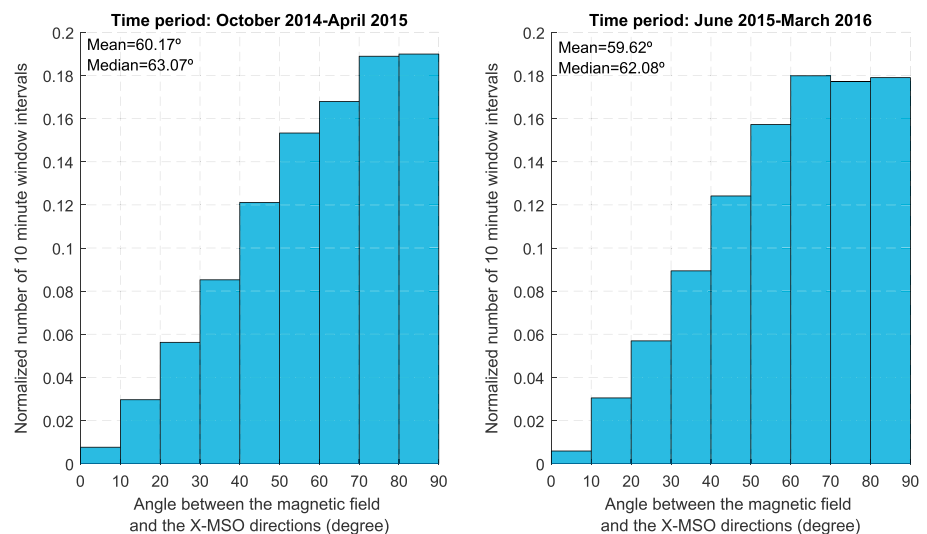 Time period: October 2014-April 2015
Mean=60.17º
Median=63.07º
Normalized number of 10 minute window intervals
0.2
0.18
0.16
0.14
0.12
0.1
0.08
0.06
0.04
0.02
0
0 10 20 30 40 50 60 70 80 90
Angle between the magnetic field
and the X-MSO directions (degree)
Time period: June 2015-March 2016
Mean=59.62º
Median=62.08º
Normalized number of 10 minute window intervals
0.2
0.18
0.16
0.14
0.12
0.1
0.08
0.06
0.04
0.02
0
0 10 20 30 40 50 60 70 80 90
Angle between the magnetic field
and the X-MSO directions (degree)